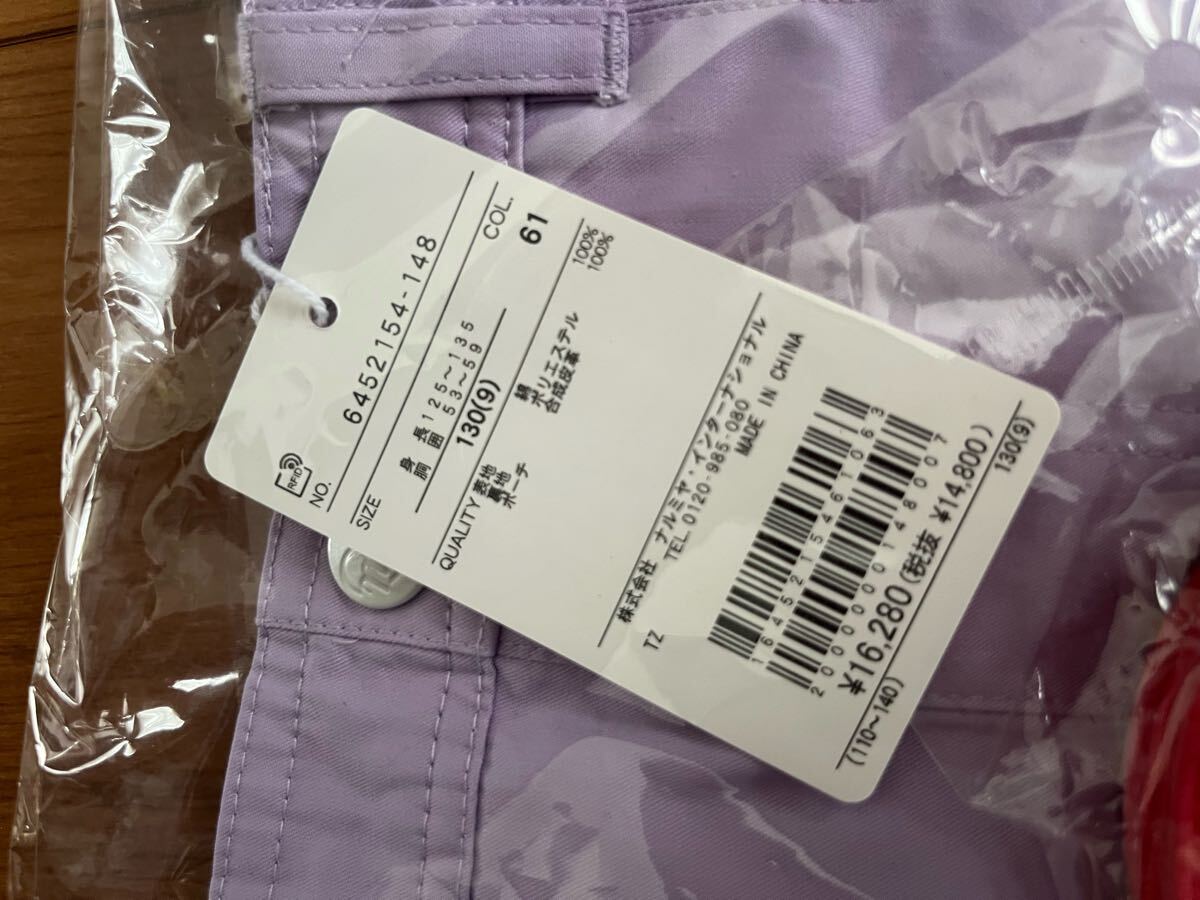 RFID
NO. 6452154-148
SIZE COL.
身長 125~135
胴囲 53~59
130(9) 61
QUALITY
表地 綿 100%
裏地 ポリエステル 100%
ポーチ 合成皮革
株式会社 ナルミヤ・インターナショナル
TEL.0120-985-080
TZ MADE IN CHINA
1645215461063
2000000148007
¥16,280(税抜 ¥14,800)
(110~140) 130(9)